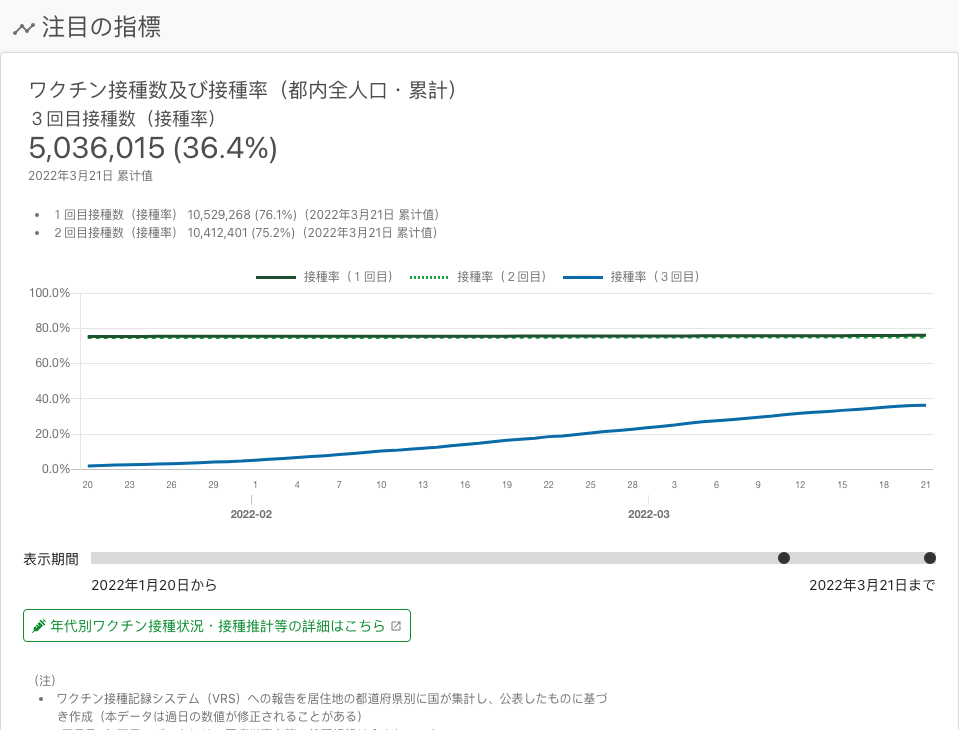 注目の指標
ワクチン接種数及び接種率（都内全人口・累計）
３回目接種数（接種率）
5,036,015 (36.4%)
2022年3月21日 累计值
• １回目接種数（接種率） 10,529,268 (76.1%)（2022年3月21日 累计值）
• ２回目接種数（接種率） 10,412,401 (75.2%)（2022年3月21日 累计值）
接種率（１回目） 接種率（２回目） 接種率（３回目）
100.0%
80.0%
60.0%
40.0%
20.0%
0.0%
20 23 26 29 1 4 7 10 13 16 19 22 25 28 3 6 9 12 15 18 21
2022-02 2022-03
表示期間
2022年1月20日から 2022年3月21日まで
年代別ワクチン接種状況・接種推計等の詳細はこちら
（注）
• ワクチン接種記録システム（VRS）への報告を居住地の都道府県別に国が集計し、公表したものに基づ
き作成（本データは過日の数値が修正されることがある）